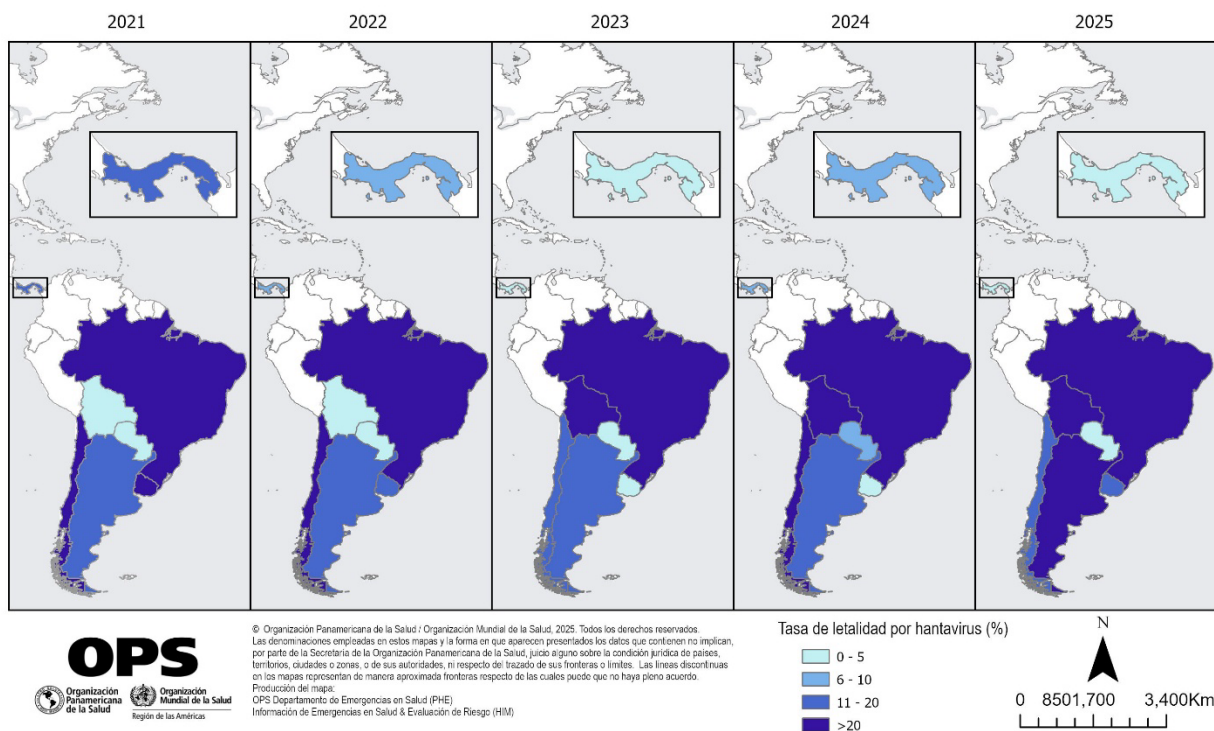 2021
2022
2023
2024
2025
OPS
Organización
Panamericana
de la Salud
Organización
Mundial de la Salud
Región de las Américas
© Organización Panamericana de la Salud / Organización Mundial de la Salud, 2025. Todos los derechos reservados.
Las denominaciones empleadas en estos mapas y la forma en que aparecen presentados los datos que contienen no implican,
por parte de la Secretaría de la Organización Panamericana de la Salud, juicio alguno sobre la condición jurídica de países,
territorios, ciudades o zonas, o de sus autoridades, ni respecto del trazado de sus fronteras o límites. Las líneas discontinuas
en los mapas representan de manera aproximada fronteras respecto de las cuales puede que no haya pleno acuerdo.
Producción del mapa:
OPS Departamento de Emergencias en Salud (PHE)
Información de Emergencias en Salud & Evaluación de Riesgo (HIM)
Tasa de letalidad por hantavirus (%)
0 - 5
6 - 10
11 - 20
>20
N
0 8501,700 3,400Km